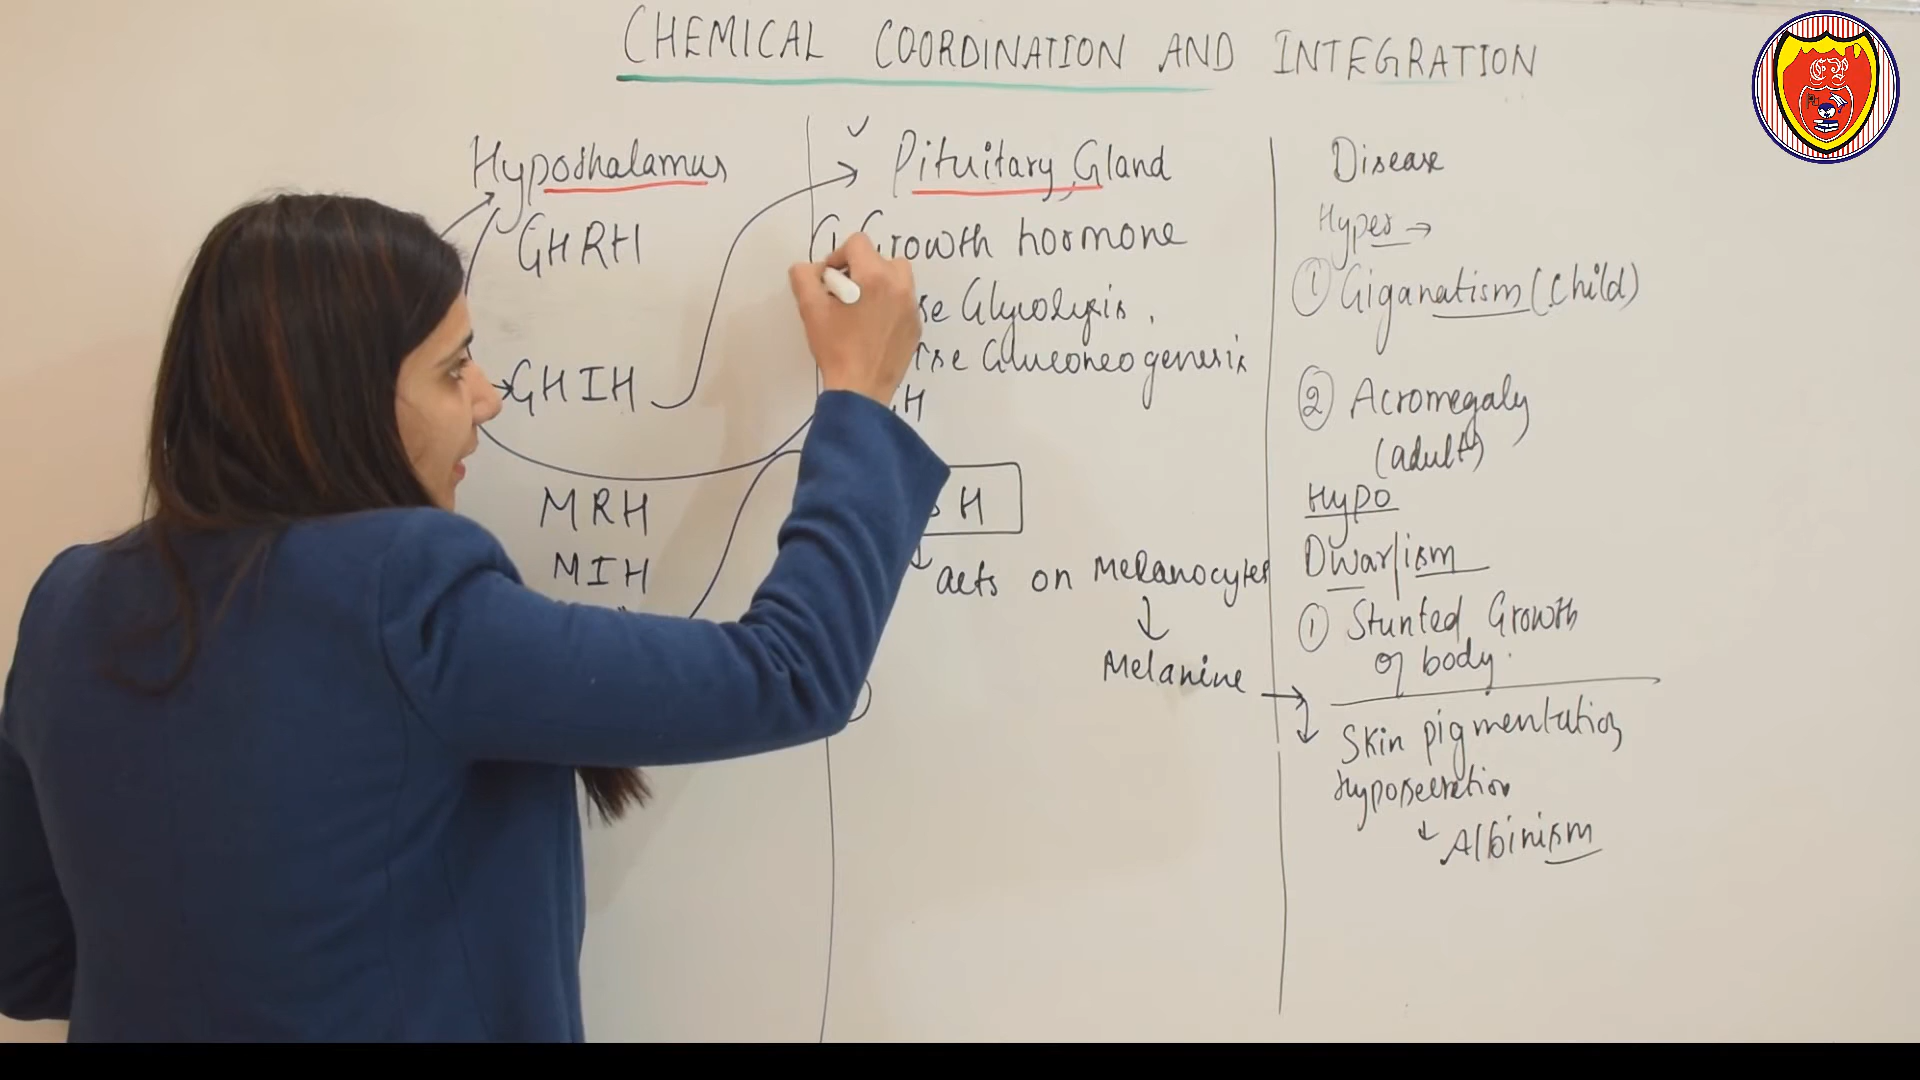 CHEMICAL COORDINATION AND INTEGRATION
Hypothalamus
GHRH
GHIH
MRH
MIH
Pituitary Gland
① Growth hormone
se Glycolysis.
se Gluconeogenesis
H
H
acts on Melanocytes
Melanine
Disease
Hyper →
① Giganatism (child)
② Acromegaly
(adult)
Hypo
Dwarfism
① Stunted Growth
of body.
Skin pigmentation
hyposecretion
Albinism